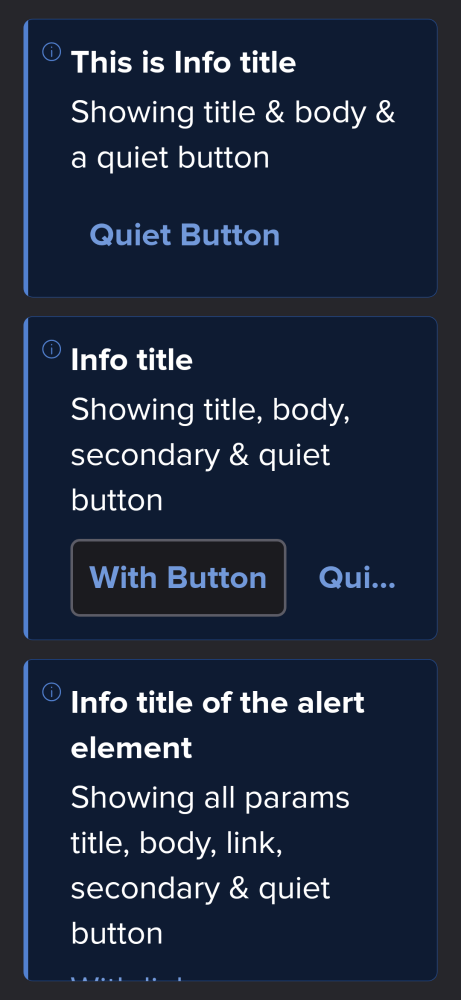 This is Info title
Showing title & body &
a quiet button
Quiet Button
Info title
Showing title, body,
secondary & quiet
button
With Button
Qui...
Info title of the alert
element
Showing all params
title, body, link,
secondary & quiet
button